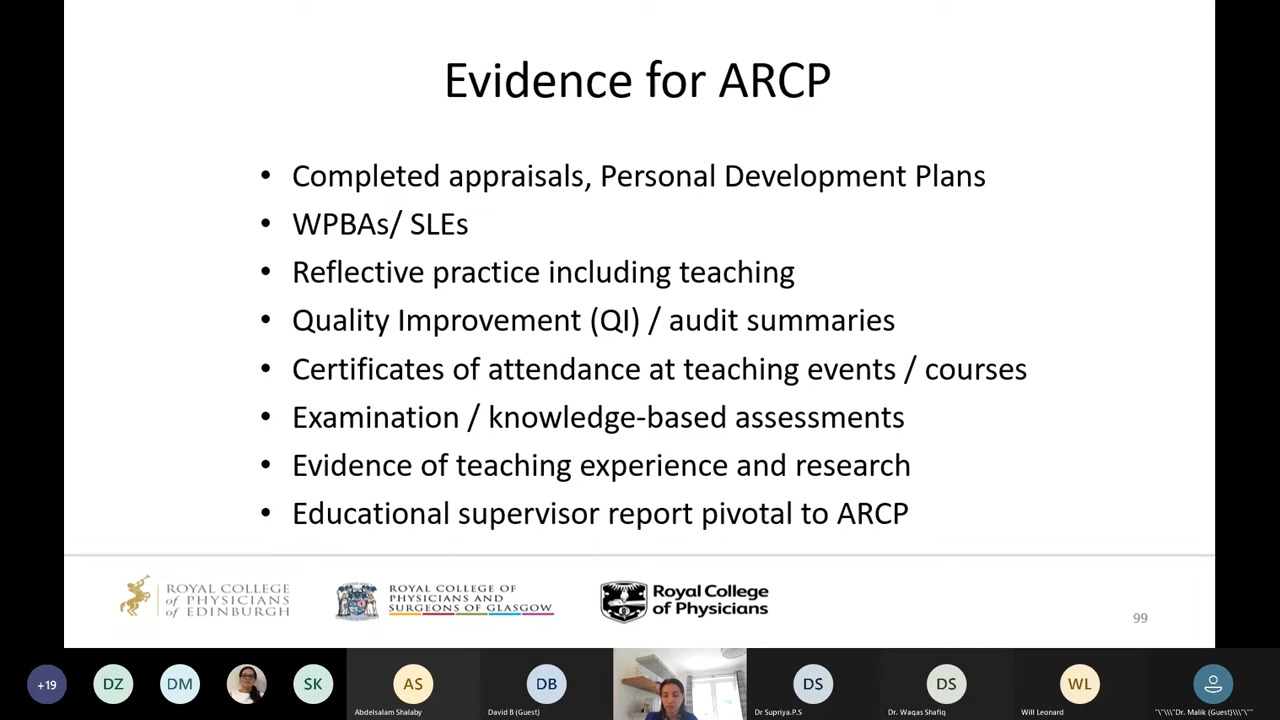 Evidence for ARCP
• Completed appraisals, Personal Development Plans
• WPBAs/ SLEs
• Reflective practice including teaching
• Quality Improvement (QI) / audit summaries
• Certificates of attendance at teaching events / courses
• Examination / knowledge-based assessments
• Evidence of teaching experience and research
• Educational supervisor report pivotal to ARCP
ROYAL COLLEGE
of PHYSICIANS
of EDINBURGH
ROYAL COLLEGE OF
PHYSICIANS AND
SURGEONS OF GLASGOW
Royal College
of Physicians
99
+19
DZ
DM
SK
AS
DB
DS
DS
WL
Abdelsalam Shalaby
David B (Guest)
Dr Supriya.P.S
Dr. Waqas Shafiq
Will Leonard
"\"\\\"Dr. Malik (Guest)\\\"\""